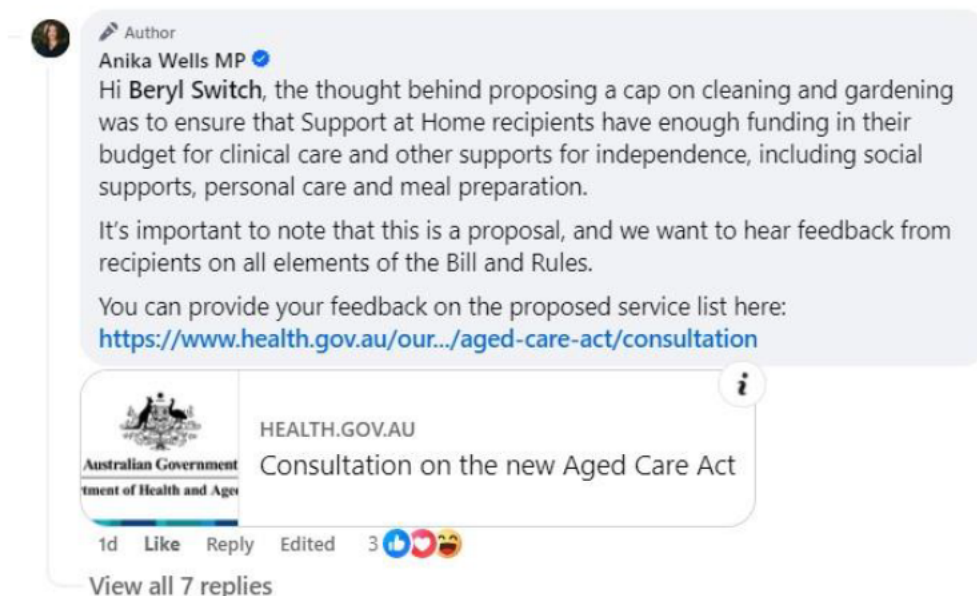 Author
Anika Wells MP
Hi Beryl Switch, the thought behind proposing a cap on cleaning and gardening
was to ensure that Support at Home recipients have enough funding in their
budget for clinical care and other supports for independence, including social
supports, personal care and meal preparation.
It's important to note that this is a proposal, and we want to hear feedback from
recipients on all elements of the Bill and Rules.
You can provide your feedback on the proposed service list here:
https://www.health.gov.au/our.../aged-care-act/consultation
i
Australian Government
tment of Health and Age
HEALTH.GOV.AU
Consultation on the new Aged Care Act
1d Like Reply Edited 3
View all 7 replies